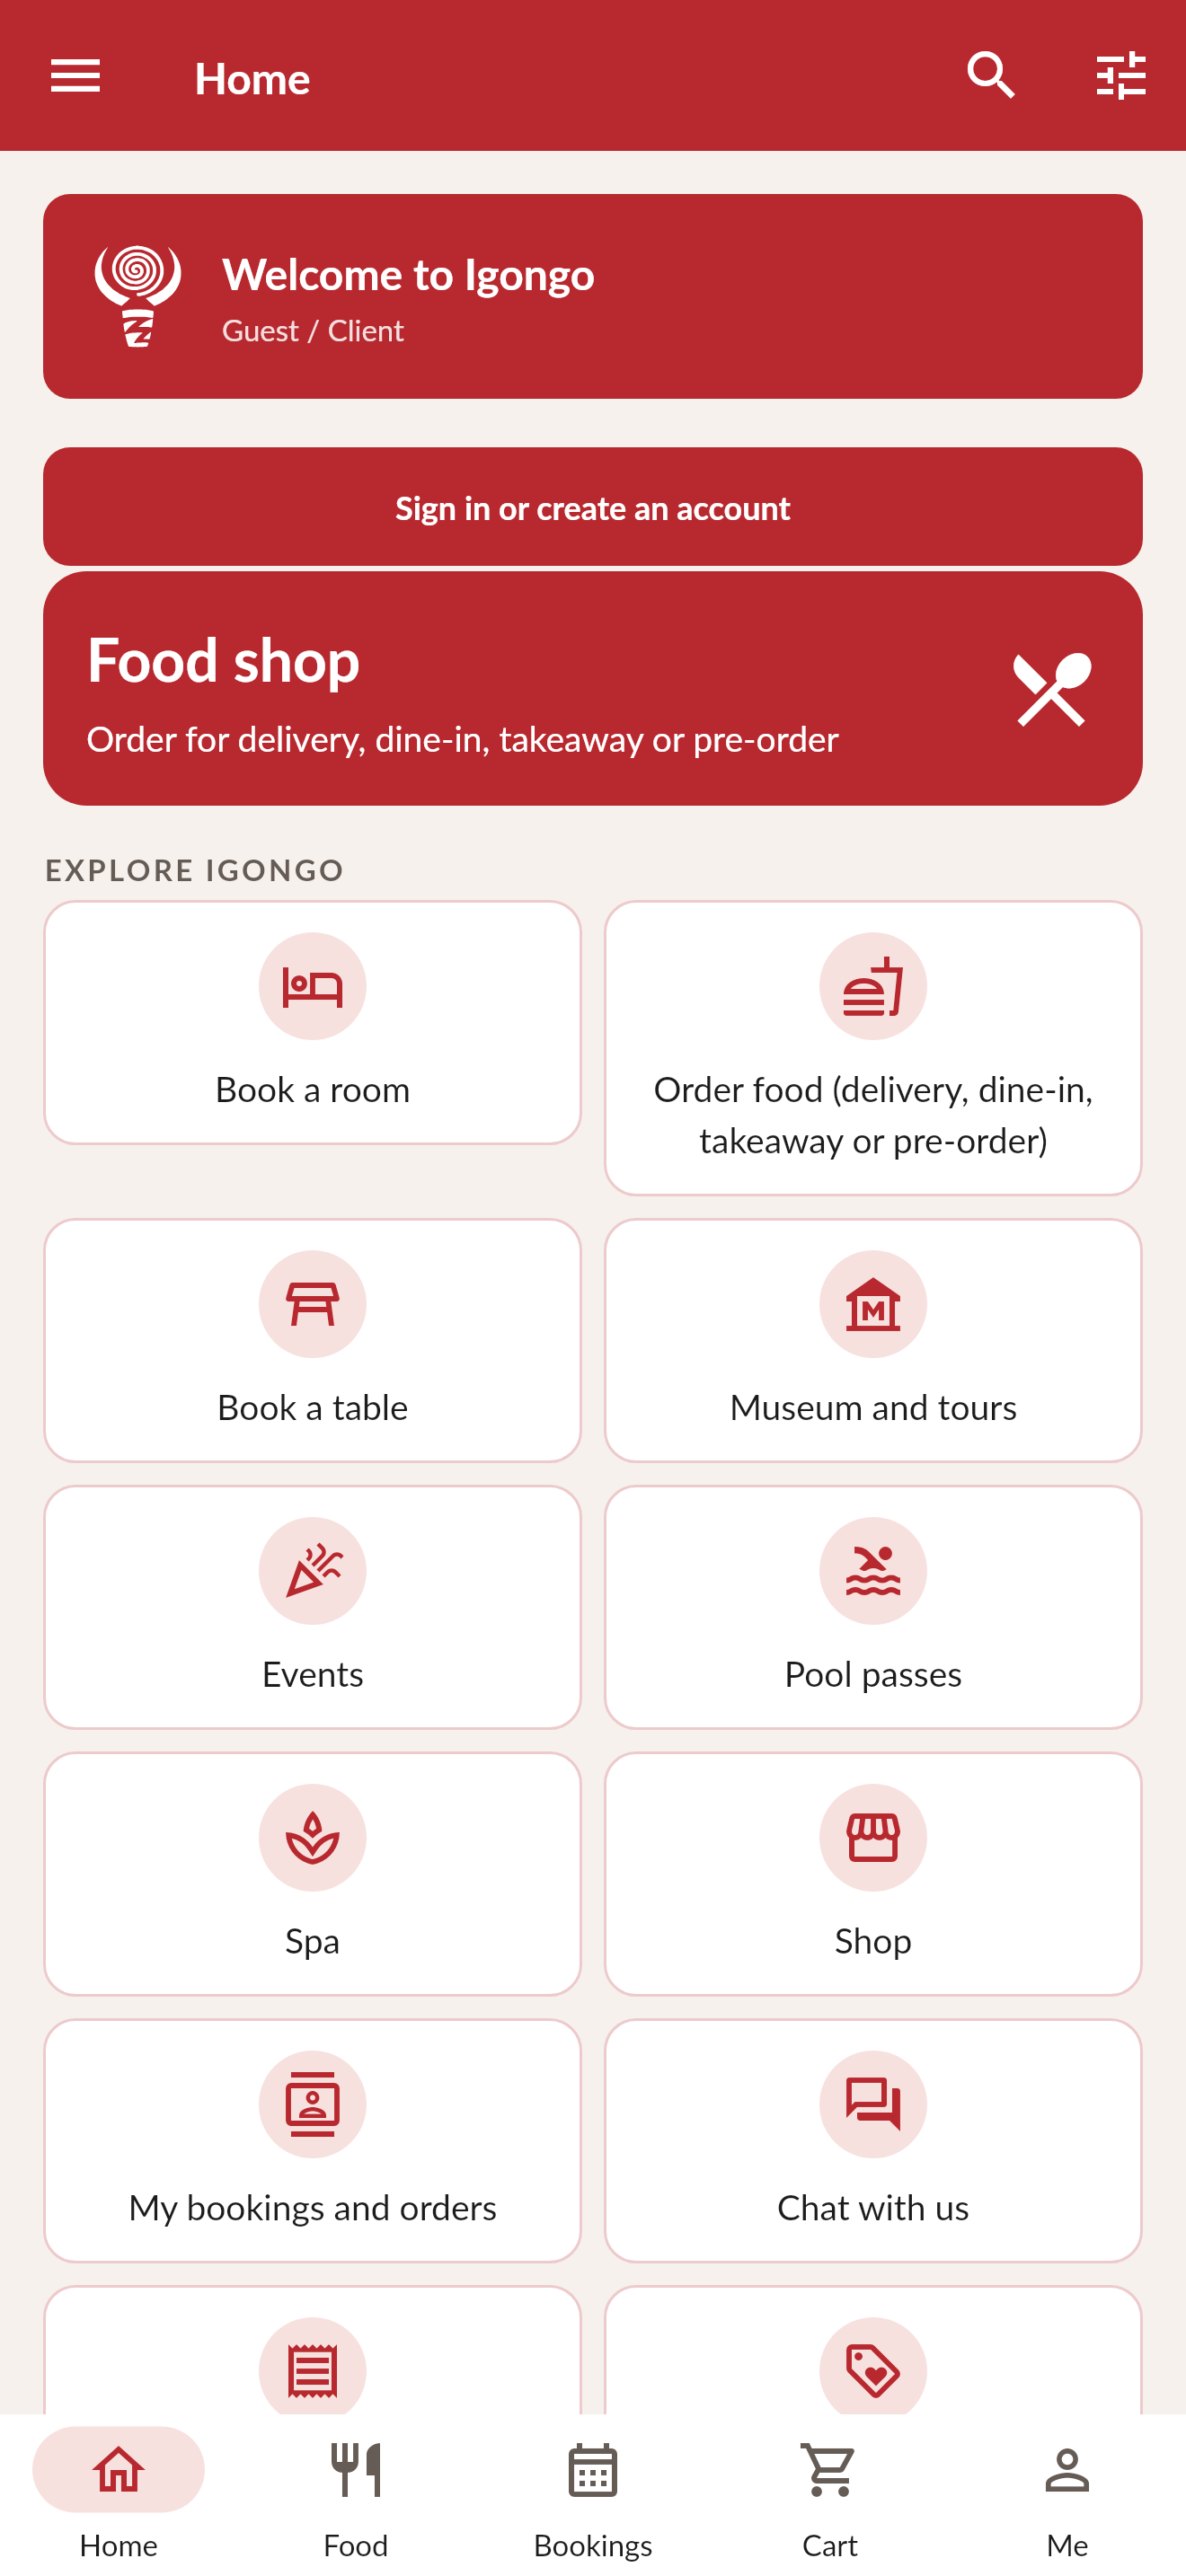 Home
Welcome to Igongo
Guest / Client
Sign in or create an account
Food shop
Order for delivery, dine-in, takeaway or pre-order
EXPLORE IGONGO
Book a room
Order food (delivery, dine-in,
takeaway or pre-order)
Book a table
M
Museum and tours
Events
Pool passes
Spa
Shop
My bookings and orders
Chat with us
Home
Food
Bookings
Cart
Me